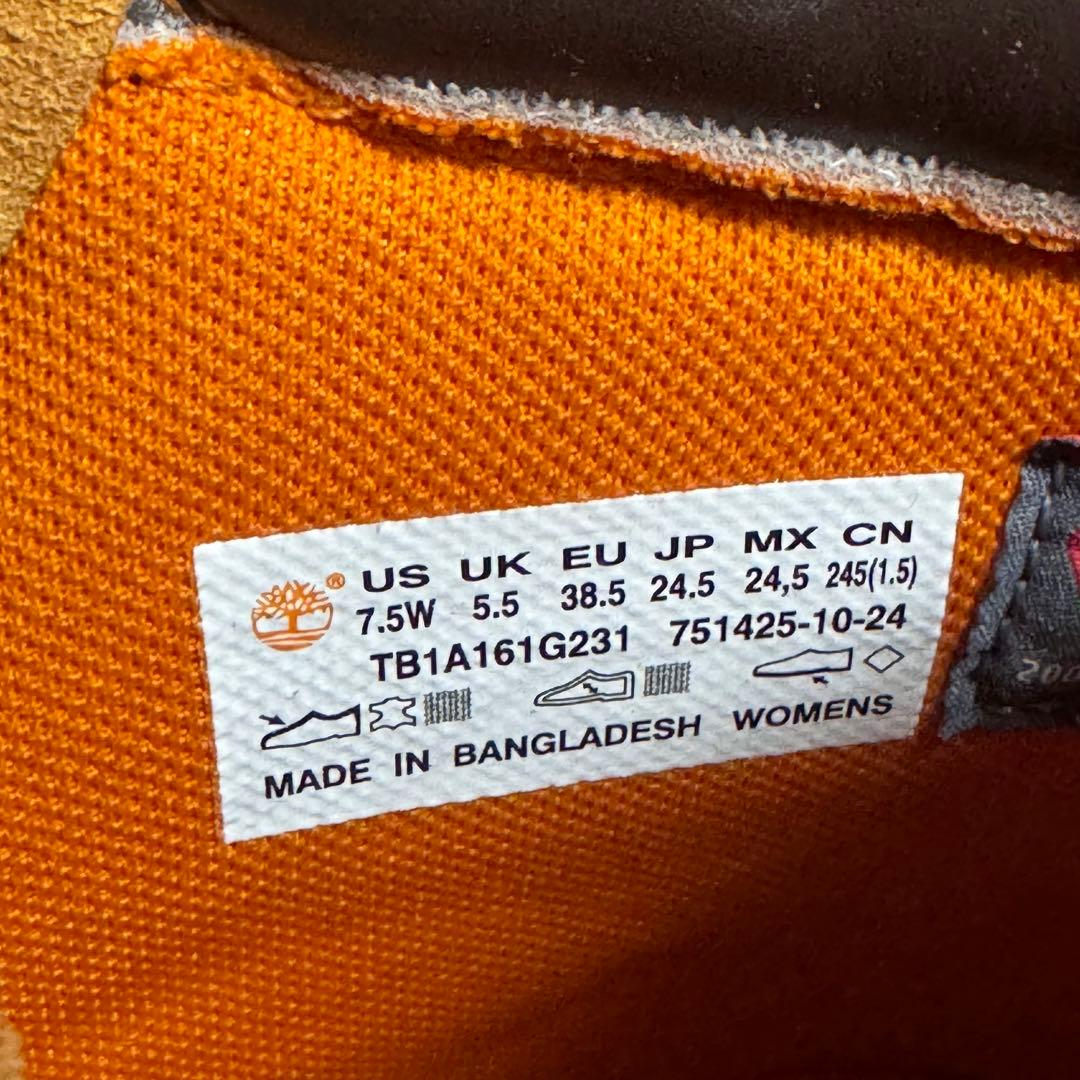 ® US UK EU JP MX CN
7.5W 5.5 38.5 24.5 24,5 245(1.5)
TB1A161G231 751425-10-24
MADE IN BANGLADESH WOMENS